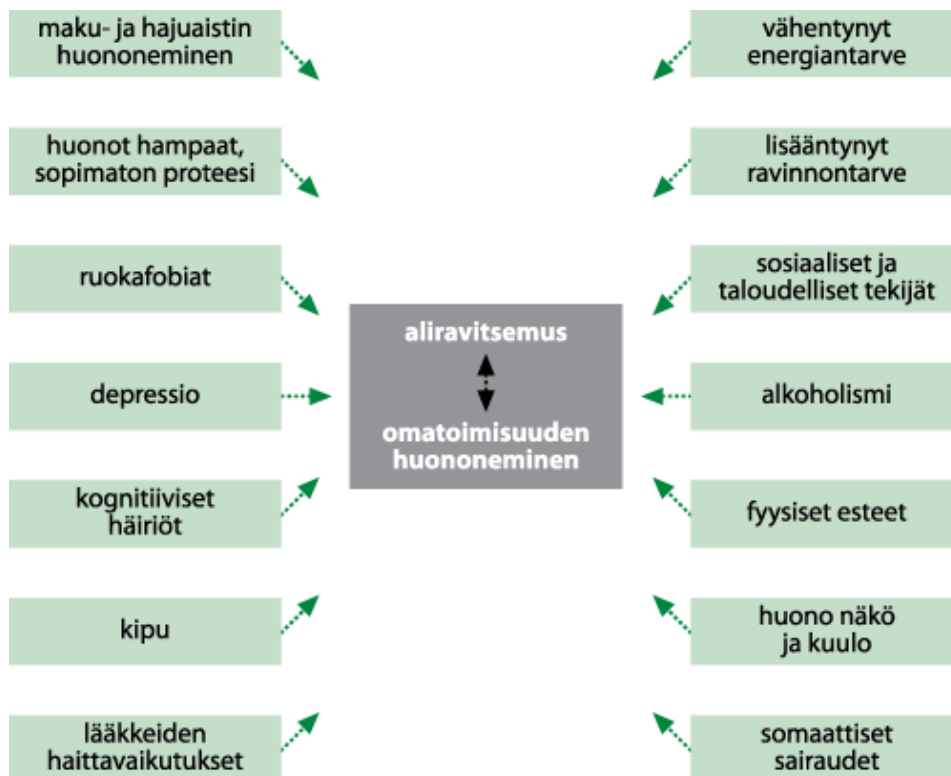 maku- ja hajuaistin
huononeminen
huonot hampaat,
sopimaton proteesi
ruokafobiat
depressio
kognitiiviset
häiriöt
kipu
lääkkeiden
haittavaikutukset
aliravitsemus
omatoimisuuden
huononeminen
vähentynyt
energiantarve
lisääntynyt
ravinnontarve
sosiaaliset ja
taloudelliset tekijät
alkoholismi
fyysiset esteet
huono näkö
ja kuulo
somaattiset
sairaudet